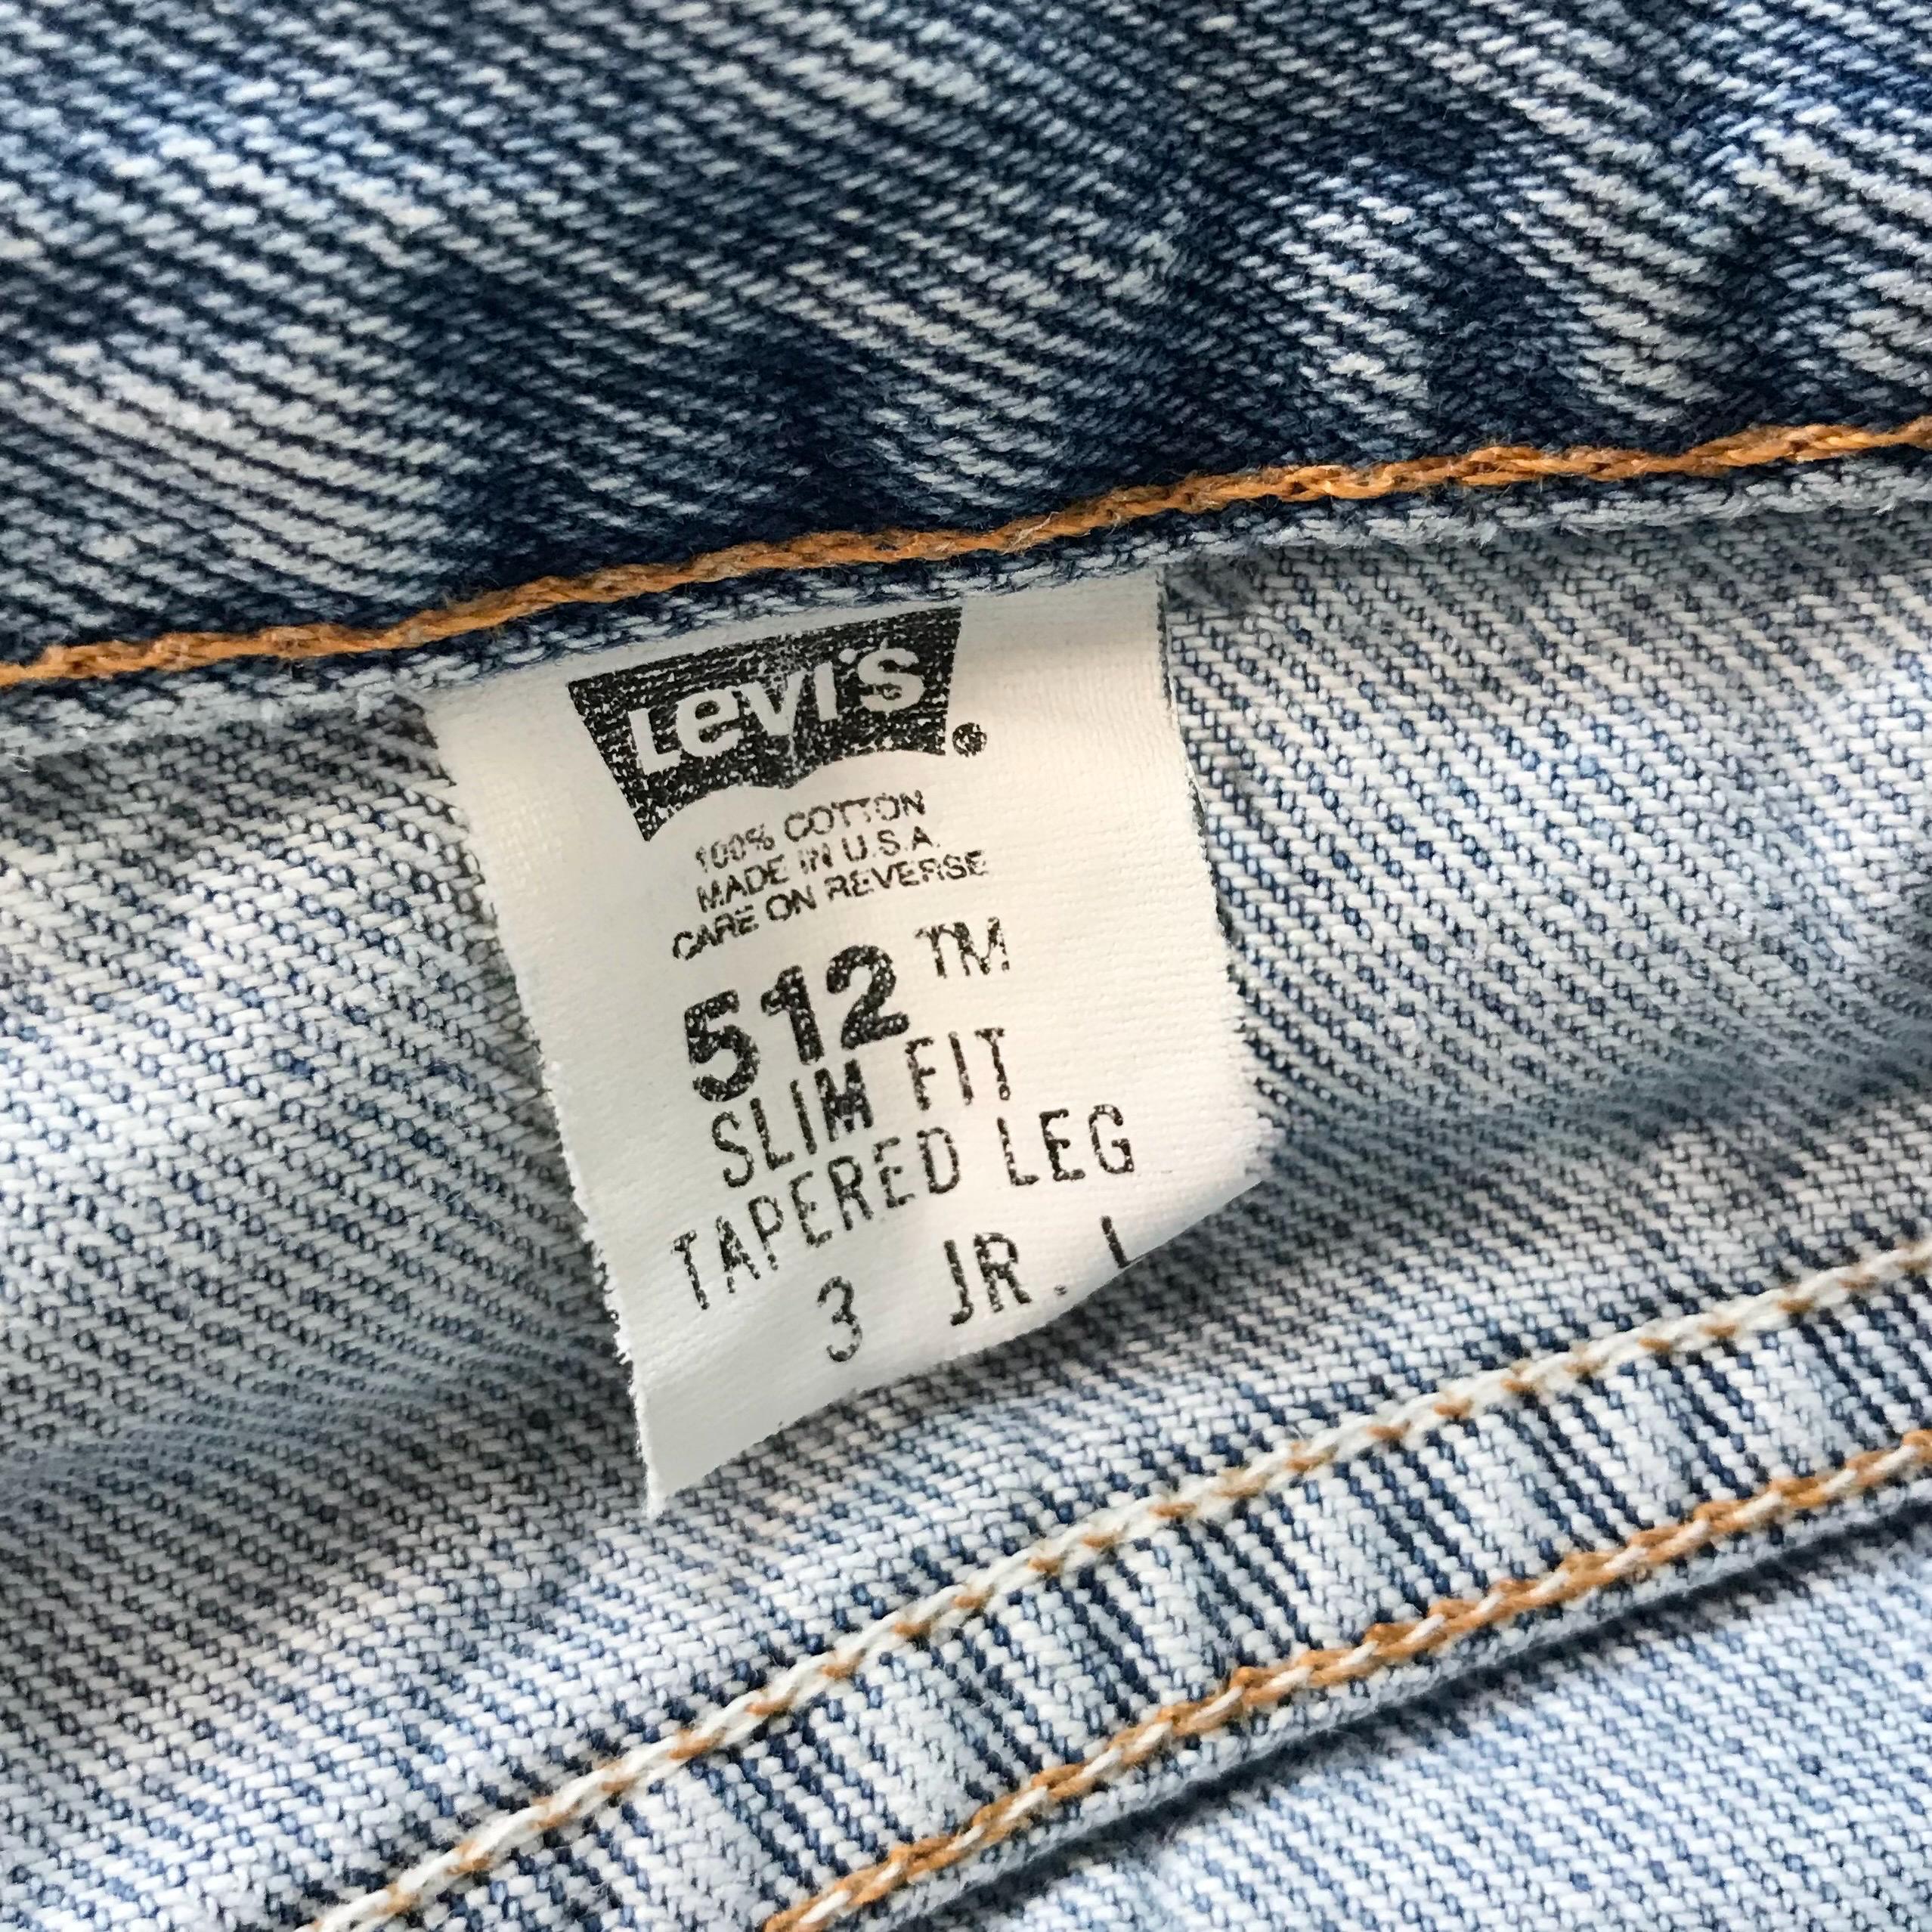 Levi's ®
100% COTTON
MADE IN U.S.A.
CARE ON REVERSE
512 TM
SLIM FIT
TAPERED LEG
3 JR. L